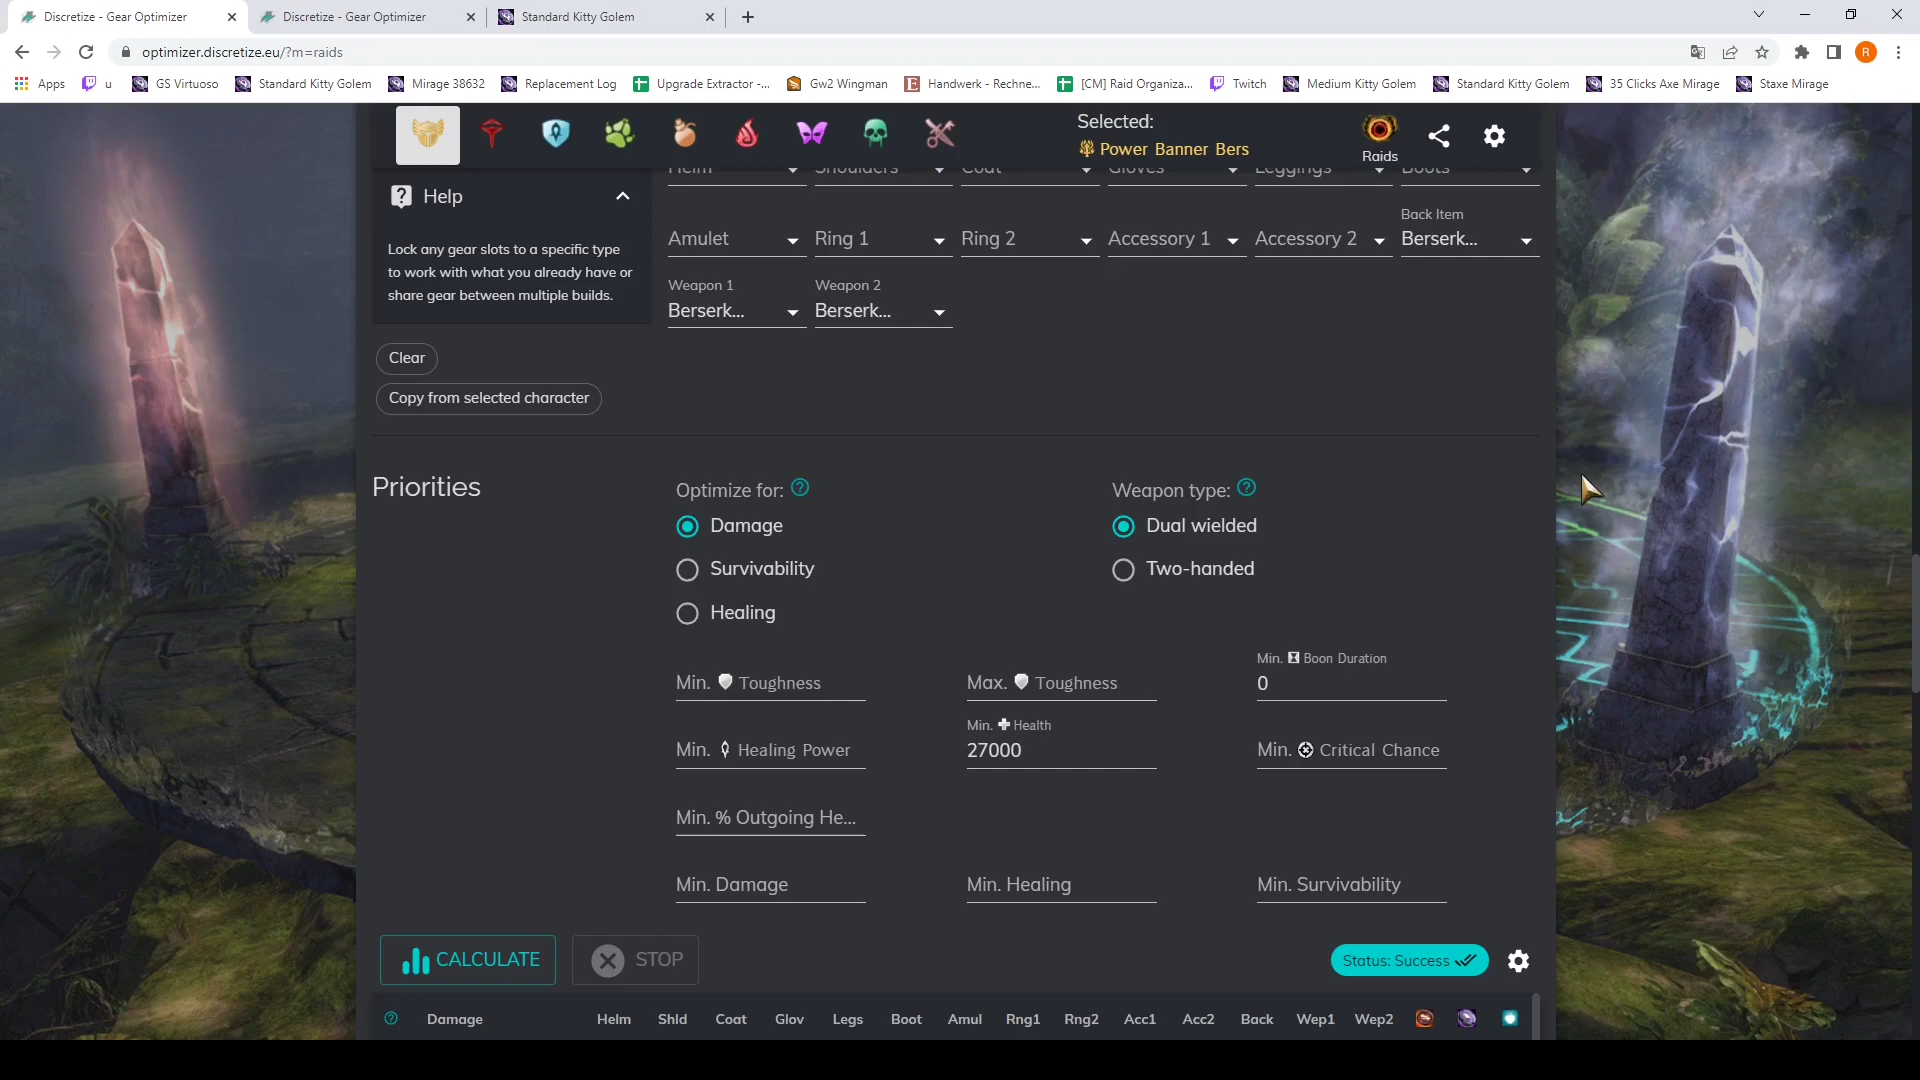 Discretize - Gear Optimizer
Discretize - Gear Optimizer
Standard Kitty Golem
optimizer.discretize.eu/?m=raids
R
Apps
u
GS Virtuoso
Standard Kitty Golem
Mirage 38632
Replacement Log
Upgrade Extractor -...
Gw2 Wingman
Handwerk - Rechne...
[CM] Raid Organiza...
Twitch
Medium Kitty Golem
Standard Kitty Golem
35 Clicks Axe Mirage
Staxe Mirage
Selected:
Power Banner Bers
Raids
Helm Shoulders Coat Gloves Leggings Boots
Help
Lock any gear slots to a specific type
to work with what you already have or
share gear between multiple builds.
Back Item
Amulet Ring 1 Ring 2 Accessory 1 Accessory 2 Berserk...
Weapon 1 Weapon 2
Berserk... Berserk...
Clear
Copy from selected character
Priorities
Optimize for:
Damage
Survivability
Healing
Weapon type:
Dual wielded
Two-handed
Min. Boon Duration
Min. Toughness Max. Toughness 0
Min. Health
Min. Healing Power 27000 Min. Critical Chance
Min. % Outgoing He...
Min. Damage Min. Healing Min. Survivability
CALCULATE STOP Status: Success
Damage Helm Shld Coat Glov Legs Boot Amul Rng1 Rng2 Acc1 Acc2 Back Wep1 Wep2